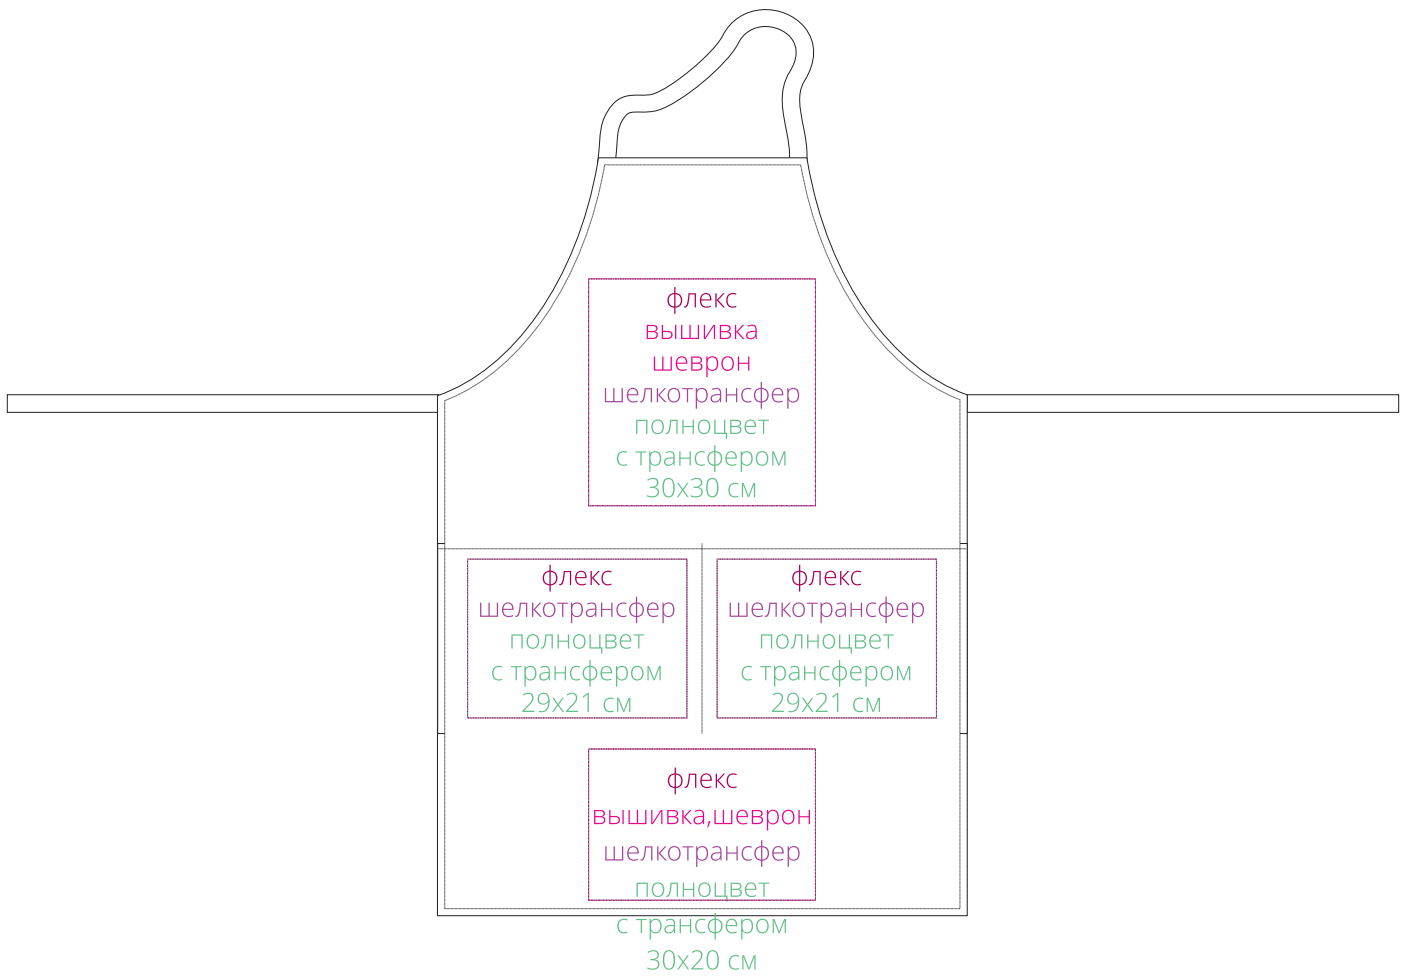 флекс
вышивка
шеврон
шелкотрансфер
полноцвет
с трансфером
30х30 см
флекс
шелкотрансфер
полноцвет
с трансфером
29х21 см
флекс
шелкотрансфер
полноцвет
с трансфером
29х21 см
флекс
вышивка,шеврон
шелкотрансфер
полноцвет
с трансфером
30х20 см